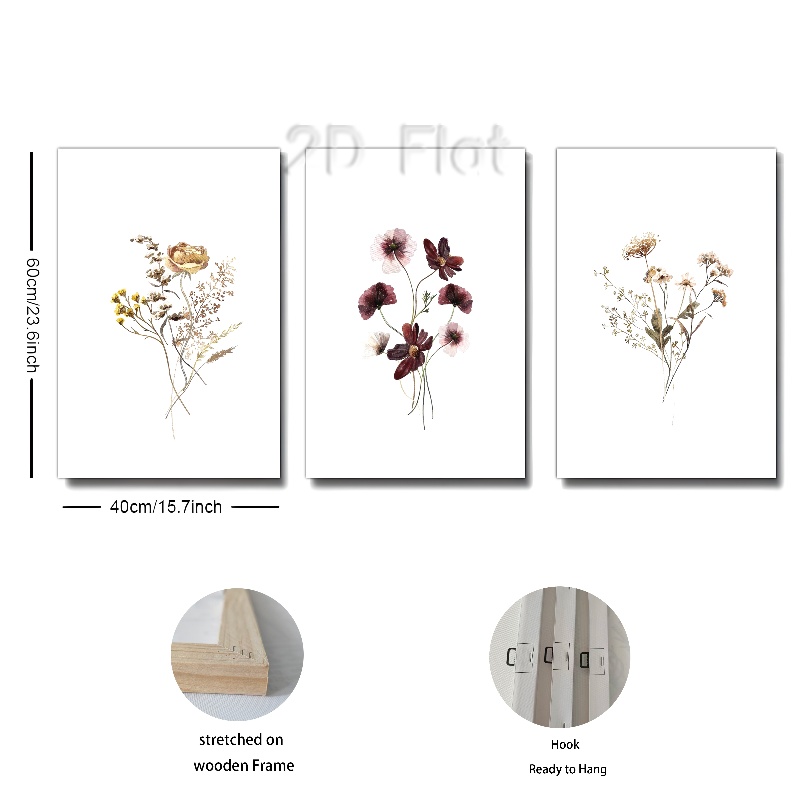 2D Flat
60cm/23.6inch
40cm/15.7inch
stretched on
wooden Frame
Hook
Ready to Hang